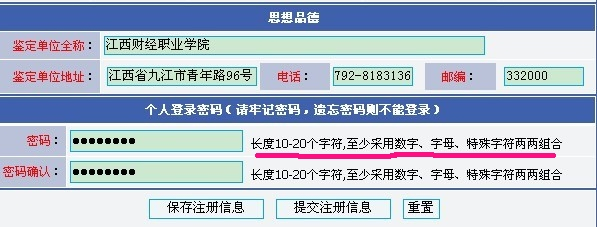 思想品德
鉴定单位全称： 江西财经职业学院
鉴定单位地址： 江西省九江市青年路96号 电话： 792-8183136 邮编： 332000
个人登录密码（请牢记密码，遗忘密码则不能登录）
密码： ●●●●●●●● 长度10-20个字符,至少采用数字、字母、特殊字符两两组合
密码确认： ●●●●●●●● 长度10-20个字符,至少采用数字、字母、特殊字符两两组合
保存注册信息 提交注册信息 重置